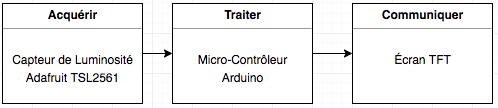 Acquérir
Capteur de Luminosité
Adafruit TSL2561
Traiter
Micro-Contrôleur
Arduino
Communiquer
Écran TFT